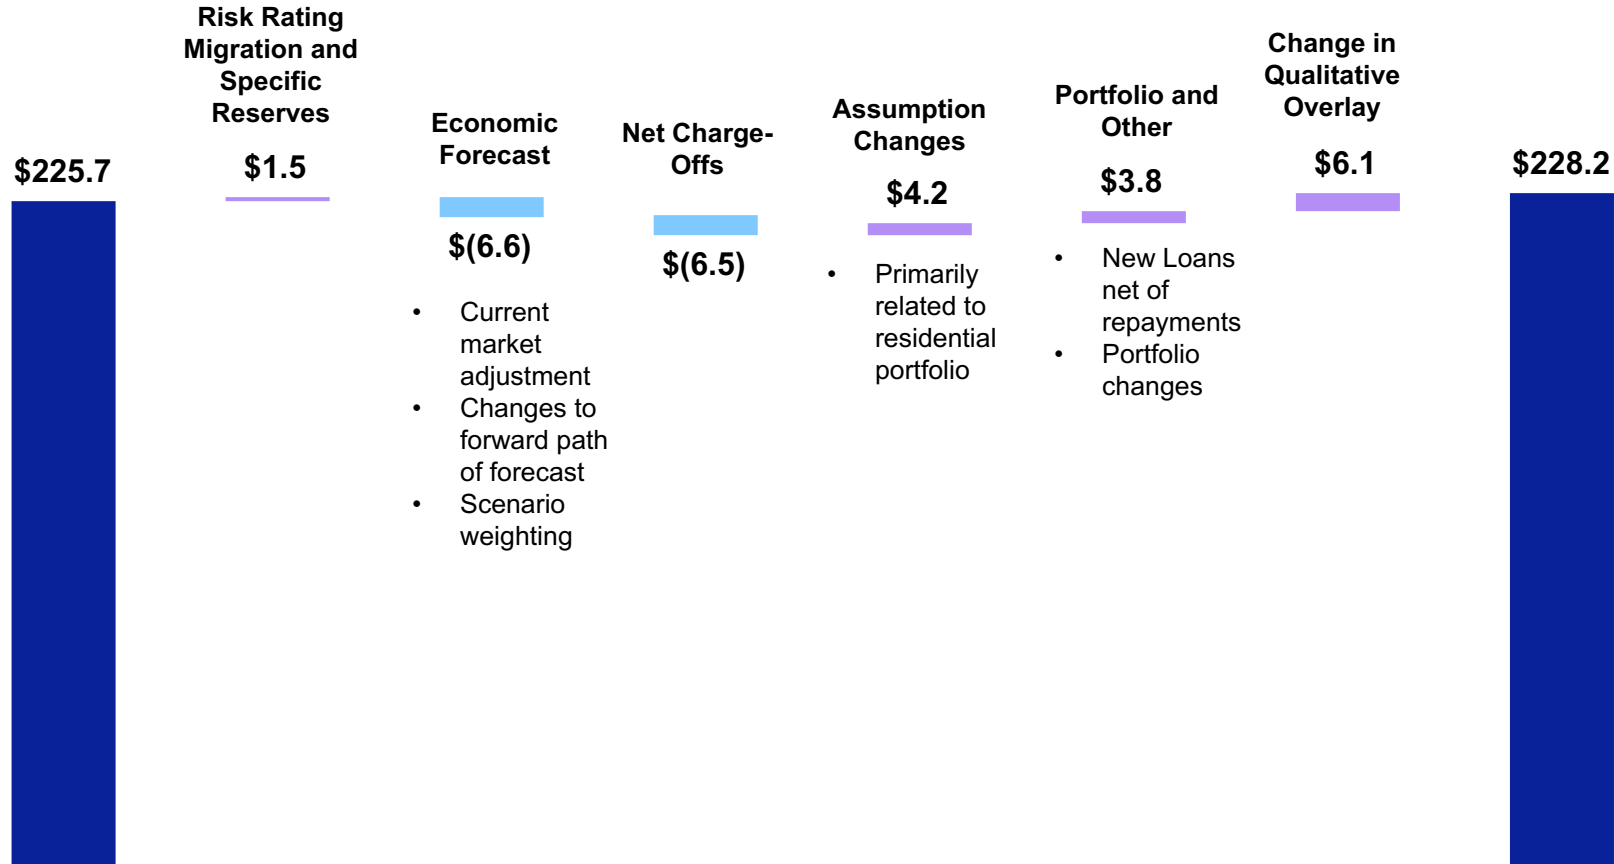 $225.7
Risk Rating
Migration and
Specific
Reserves
$1.5
Economic
Forecast
$(6.6)
• Current
market
adjustment
• Changes to
forward path
of forecast
• Scenario
weighting
Net Charge-
Offs
$(6.5)
Assumption
Changes
$4.2
• Primarily
related to
residential
portfolio
Portfolio and
Other
$3.8
• New Loans
net of
repayments
• Portfolio
changes
Change in
Qualitative
Overlay
$6.1
$228.2